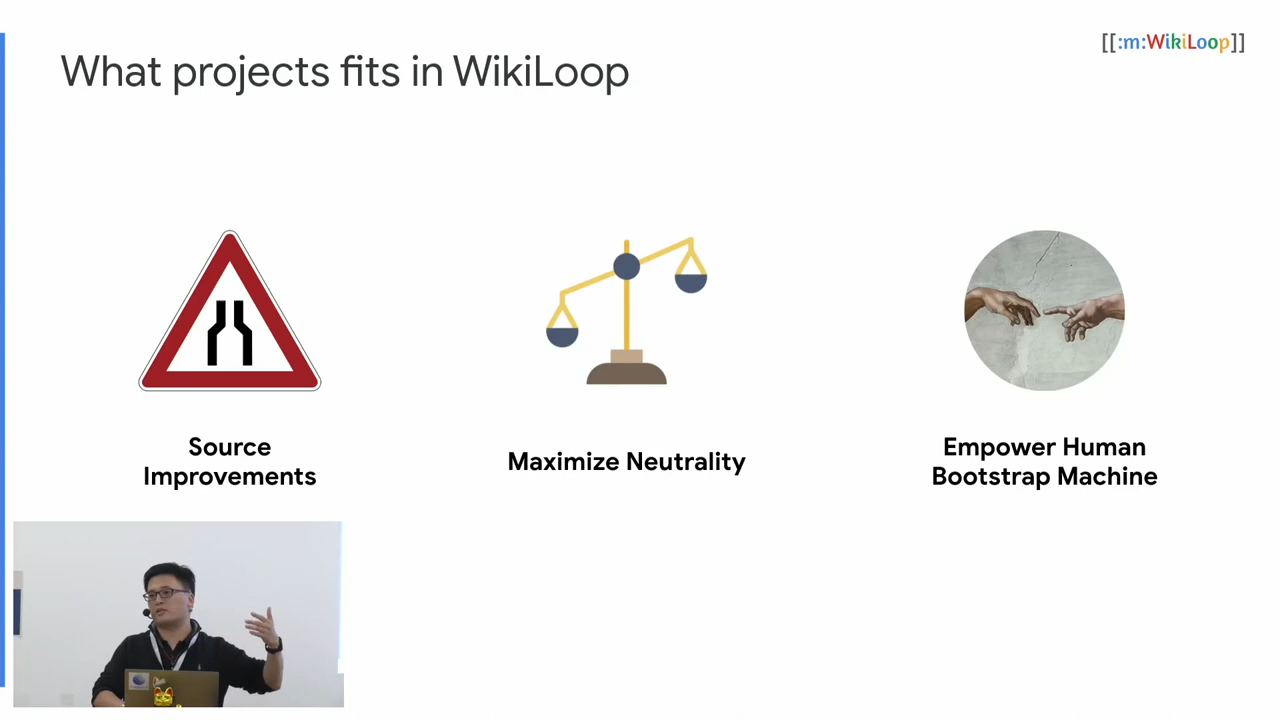 What projects fits in WikiLoop
[[:m:WikiLoop]]
Source
Improvements
Maximize Neutrality
Empower Human
Bootstrap Machine